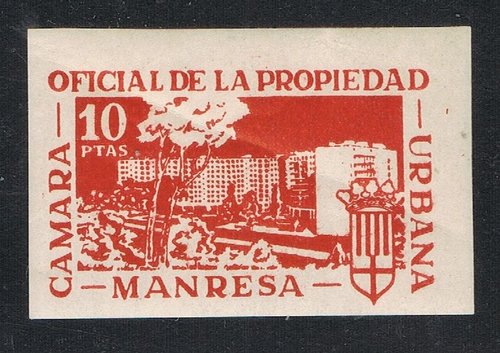 CAMARA
OFICIAL DE LA PROPIEDAD
URBANA
10
PTAS
MANRESA